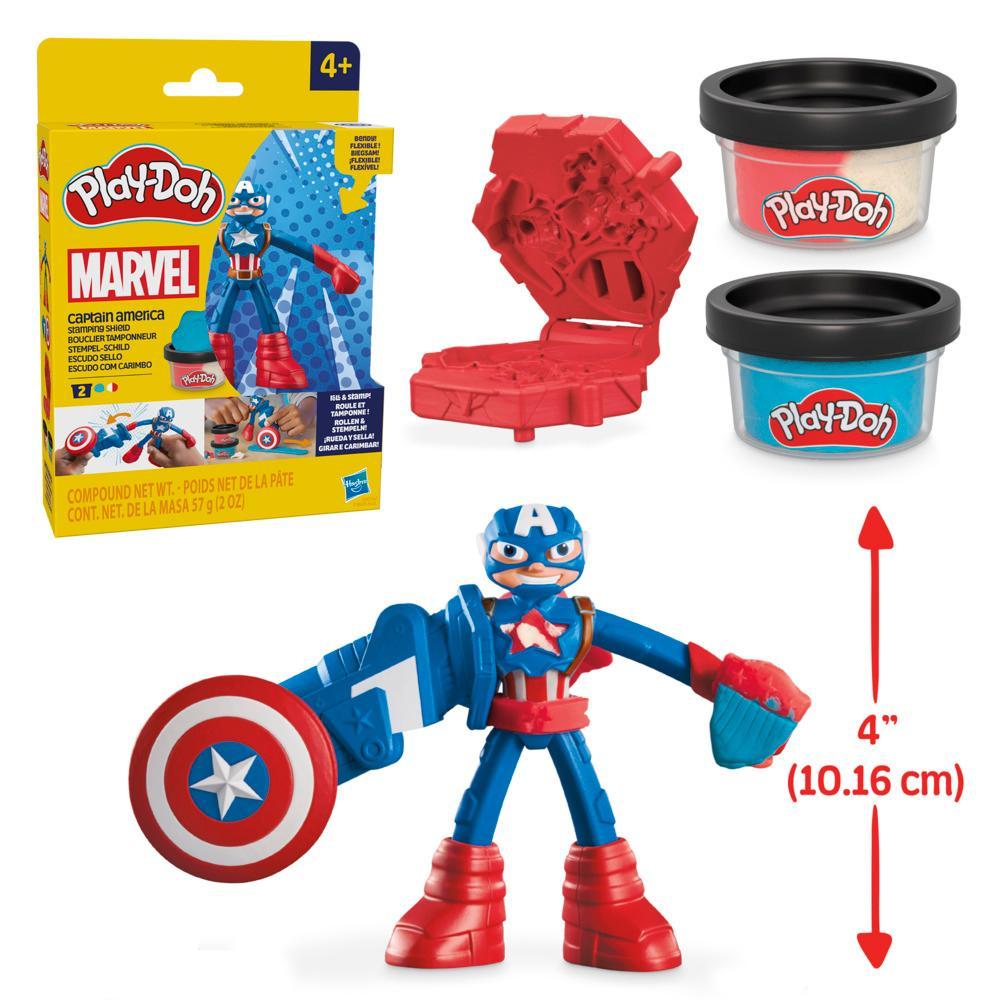 4+
BENDY!
FLEXIBLE!
BIEGSAM!
¡FLEXIBLE!
FLEXÍVEL!
PLAY-DOH
MARVEL
captain america
stamping shield
BOUCLIER TAMPONNEUR
STEMPEL-SCHILD
ESCUDO SELLO
ESCUDO COM CARIMBO
2
PLAY-DOH
ROULE ET
TAMPONNE !
ROLLEN &
STEMPELN!
¡RUEDA Y SELLA!
GIRAR E CARIMBAR!
Hasbro
COMPOUND NET WT. · POIDS NET DE LA PÂTE
CONT. NET. DE LA MASA 57 g (2 OZ)
PLAY-DOH
PLAY-DOH
A
4”
(10.16 cm)